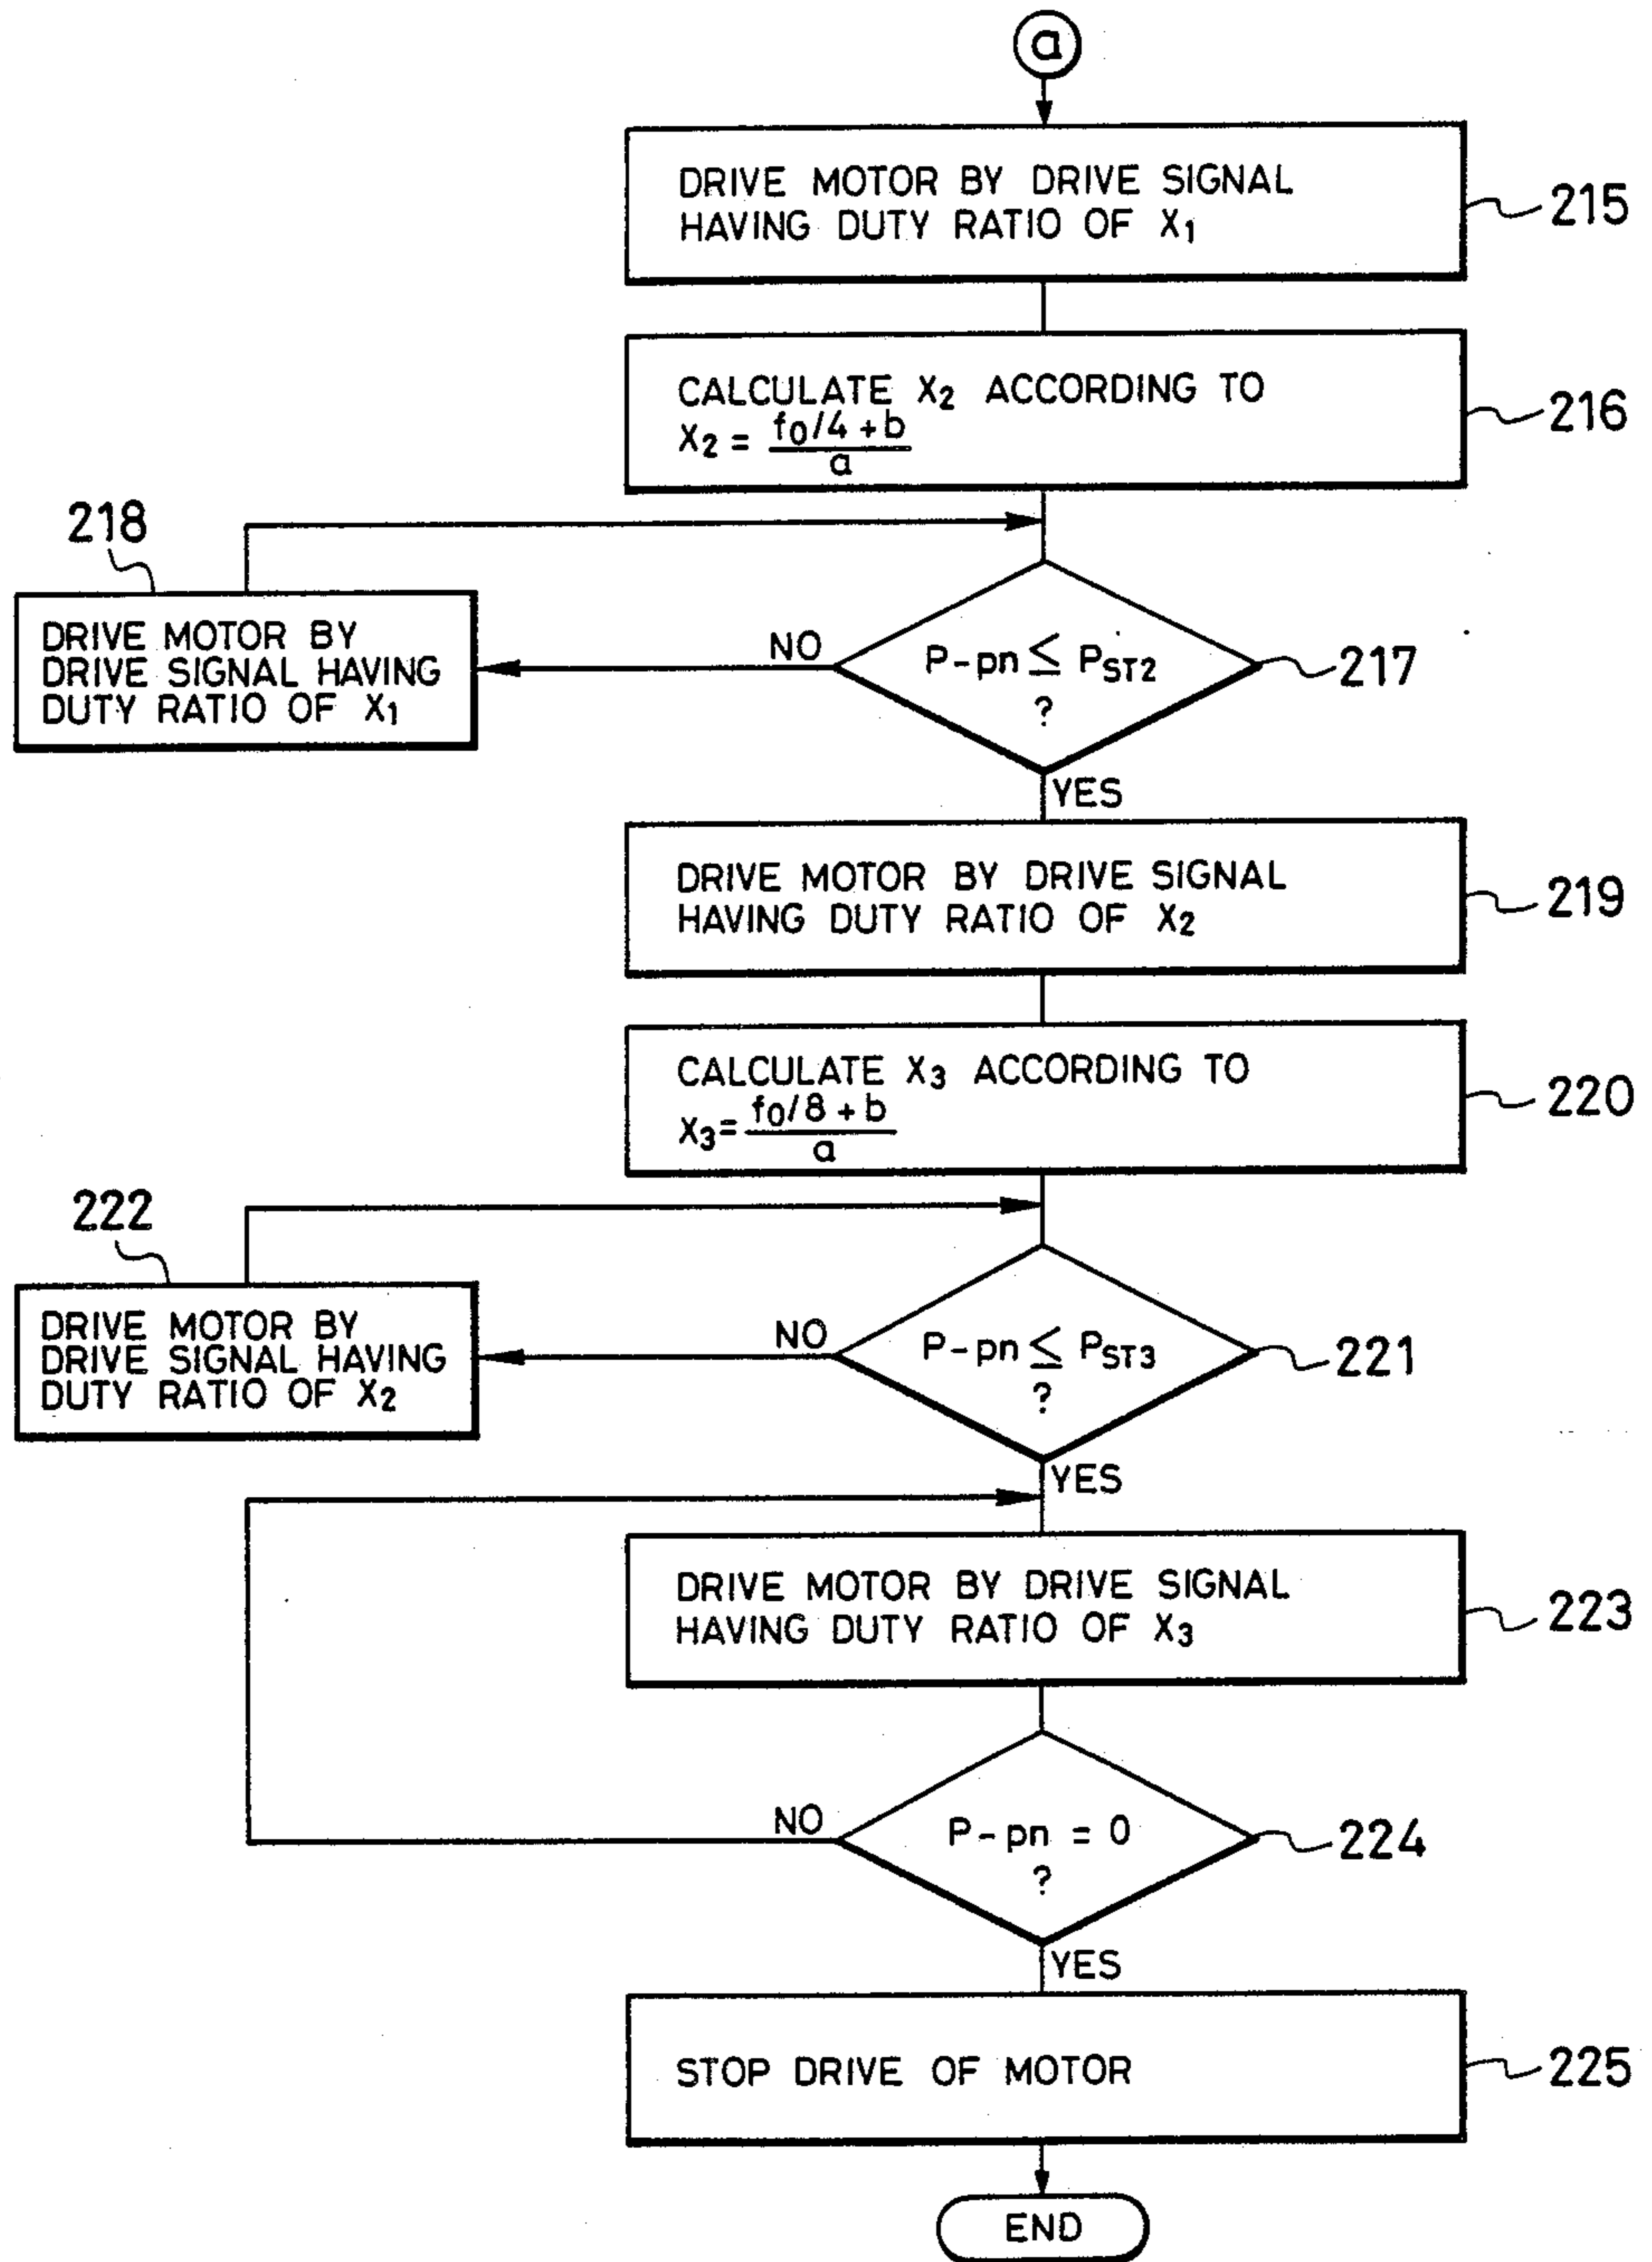 a
DRIVE MOTOR BY DRIVE SIGNAL
HAVING DUTY RATIO OF X₁
215
CALCULATE X₂ ACCORDING TO
X₂ = (f₀/4 + b)/a
216
218
DRIVE MOTOR BY
DRIVE SIGNAL HAVING
DUTY RATIO OF X₁
NO
P-pn ≤ P_ST2
?
217
YES
DRIVE MOTOR BY DRIVE SIGNAL
HAVING DUTY RATIO OF X₂
219
CALCULATE X₃ ACCORDING TO
X₃ = (f₀/8 + b)/a
220
222
DRIVE MOTOR BY
DRIVE SIGNAL HAVING
DUTY RATIO OF X₂
NO
P-pn ≤ P_ST3
?
221
YES
DRIVE MOTOR BY DRIVE SIGNAL
HAVING DUTY RATIO OF X₃
223
NO
P-pn = 0
?
224
YES
STOP DRIVE OF MOTOR
225
END